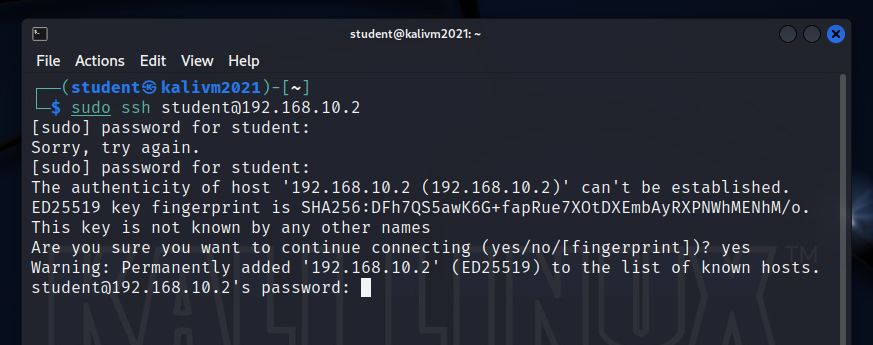 student@kalivm2021: ~
File Actions Edit View Help
┌──(student㉿kalivm2021)-[~]
└─$ sudo ssh student@192.168.10.2
[sudo] password for student:
Sorry, try again.
[sudo] password for student:
The authenticity of host '192.168.10.2 (192.168.10.2)' can't be established.
ED25519 key fingerprint is SHA256:DFh7QS5awK6G+fapRue7XOtDXEmbAyRXPNWhMENhM/o.
This key is not known by any other names
Are you sure you want to continue connecting (yes/no/[fingerprint])? yes
Warning: Permanently added '192.168.10.2' (ED25519) to the list of known hosts.
student@192.168.10.2's password:
KALI LINUX™